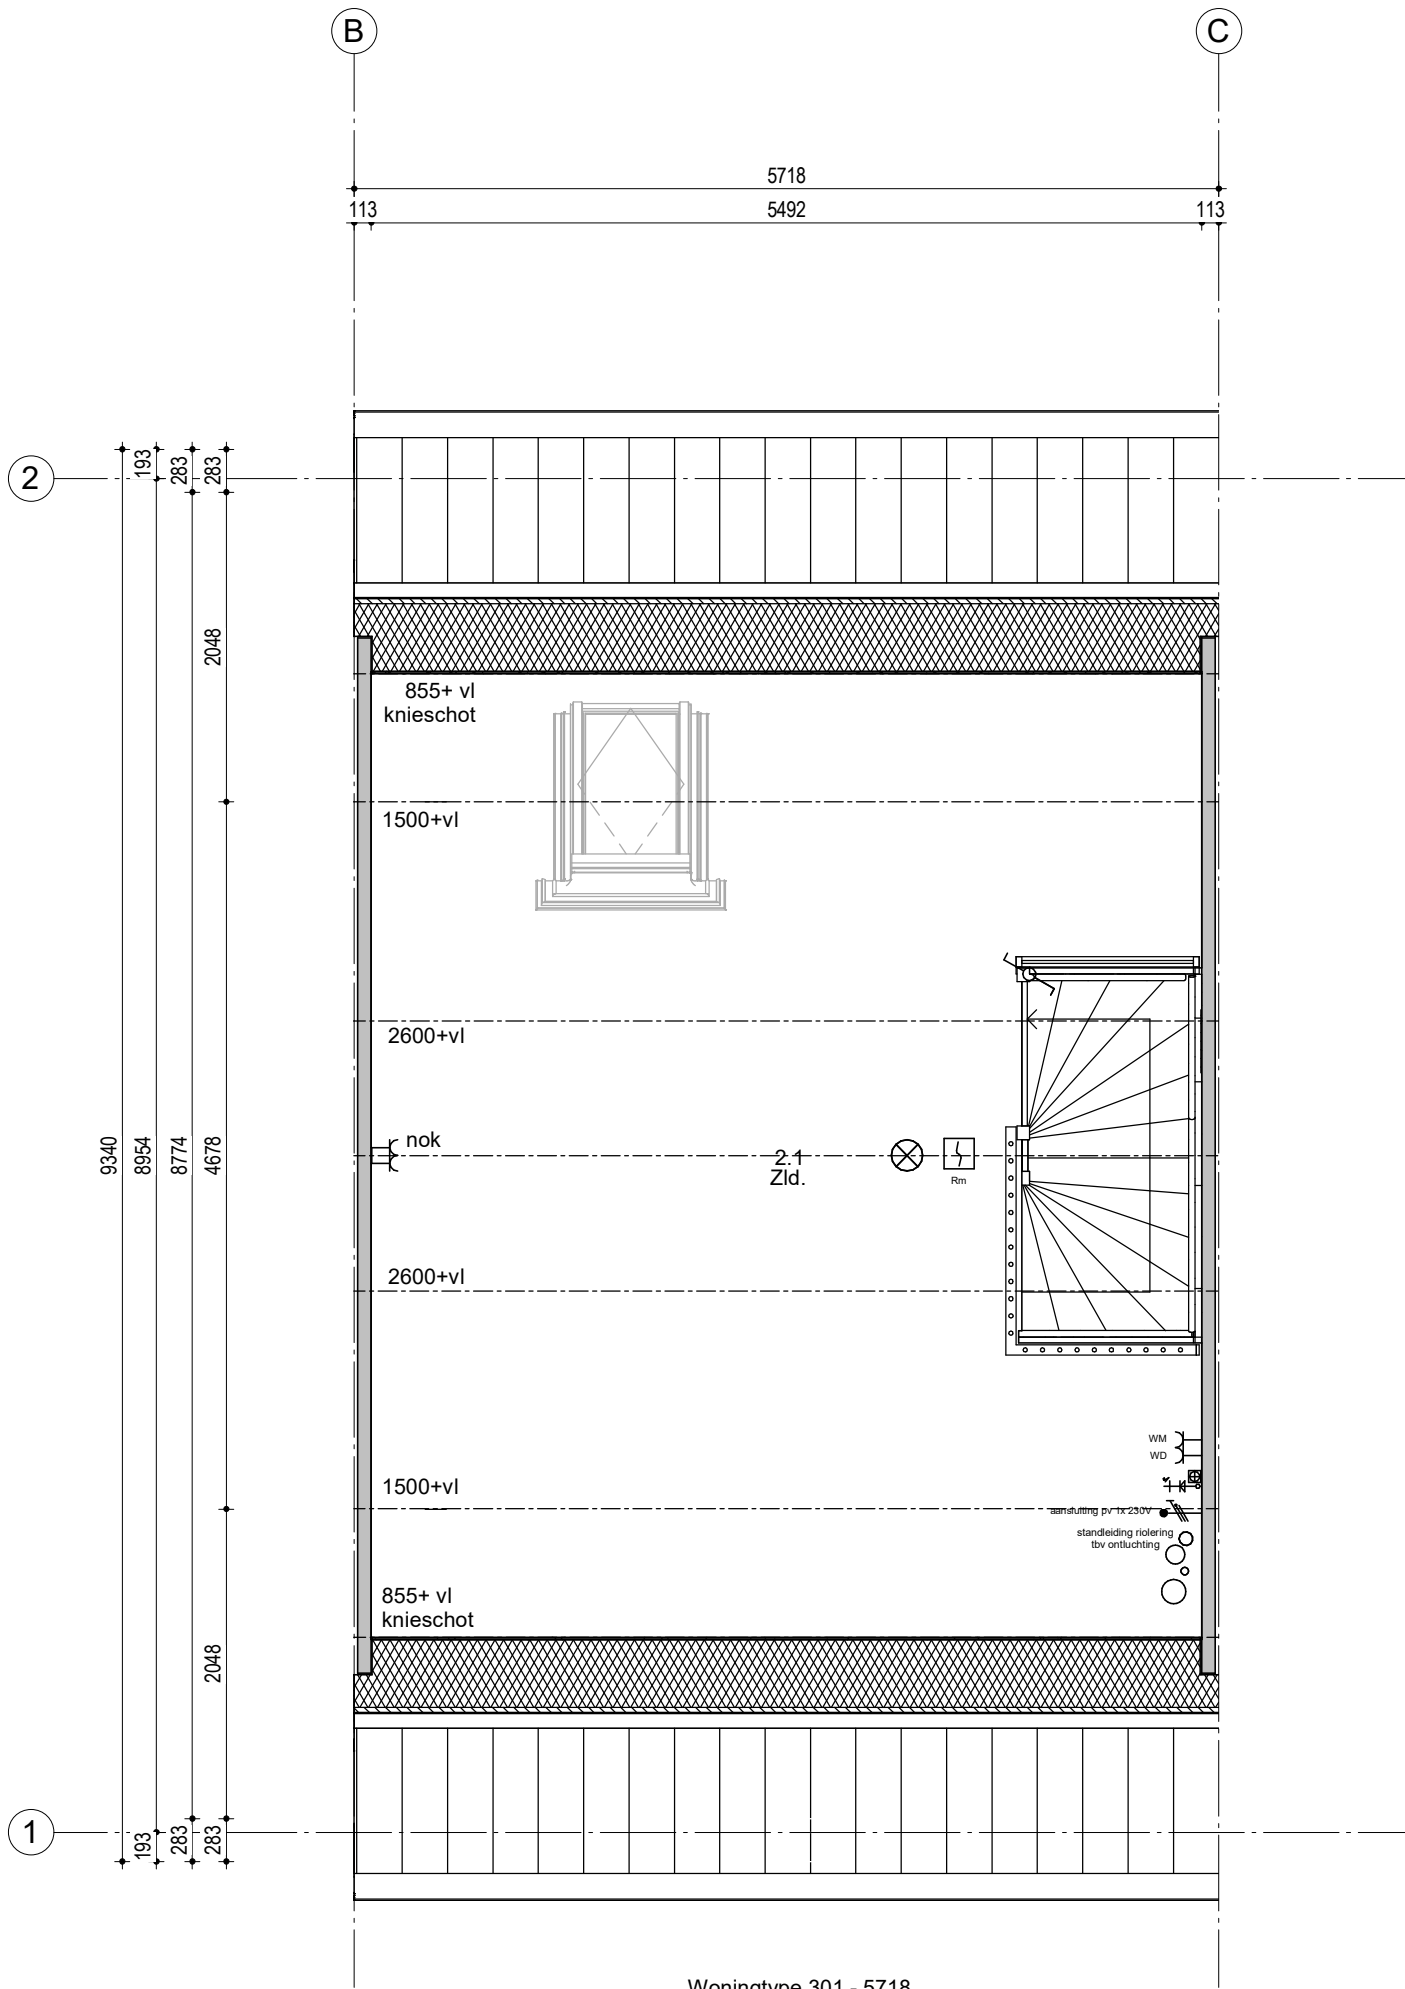 B
C
5718
113
5492
113
2
193
283
283
2048
855+ vl
knieschot
1500+vl
2600+vl
9340
8954
8774
4678
nok
2.1
Zld.
Rm
2600+vl
WM
WD
1500+vl
aansluiting pv 1x 230V
standleiding riolering
tbv ontluchting
855+ vl
knieschot
2048
1
193
283
283
Woningtype 301 - 5718